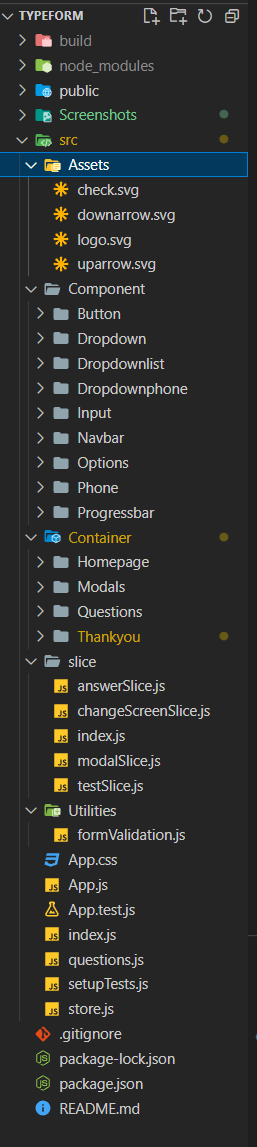 TYPEFORM
build
node_modules
public
Screenshots
src
Assets
check.svg
downarrow.svg
logo.svg
uparrow.svg
Component
Button
Dropdown
Dropdownlist
Dropdownphone
Input
Navbar
Options
Phone
Progressbar
Container
Homepage
Modals
Questions
Thankyou
slice
JS answerSlice.js
JS changeScreenSlice.js
JS index.js
JS modalSlice.js
JS testSlice.js
Utilities
JS formValidation.js
App.css
JS App.js
App.test.js
JS index.js
JS questions.js
JS setupTests.js
JS store.js
.gitignore
package-lock.json
package.json
README.md